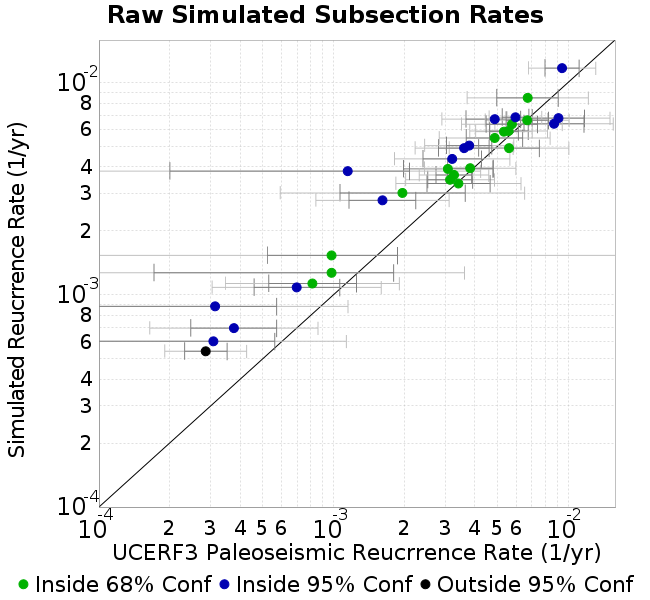 Raw Simulated Subsection Rates
Simulated Reucrrence Rate (1/yr)
10-2
8
6
4
3
2
10-3
8
6
4
3
2
10-4
10-4 2 3 4 5 6 10-3 2 3 4 5 6 10-2
UCERF3 Paleoseismic Reucrrence Rate (1/yr)
Inside 68% Conf Inside 95% Conf Outside 95% Conf